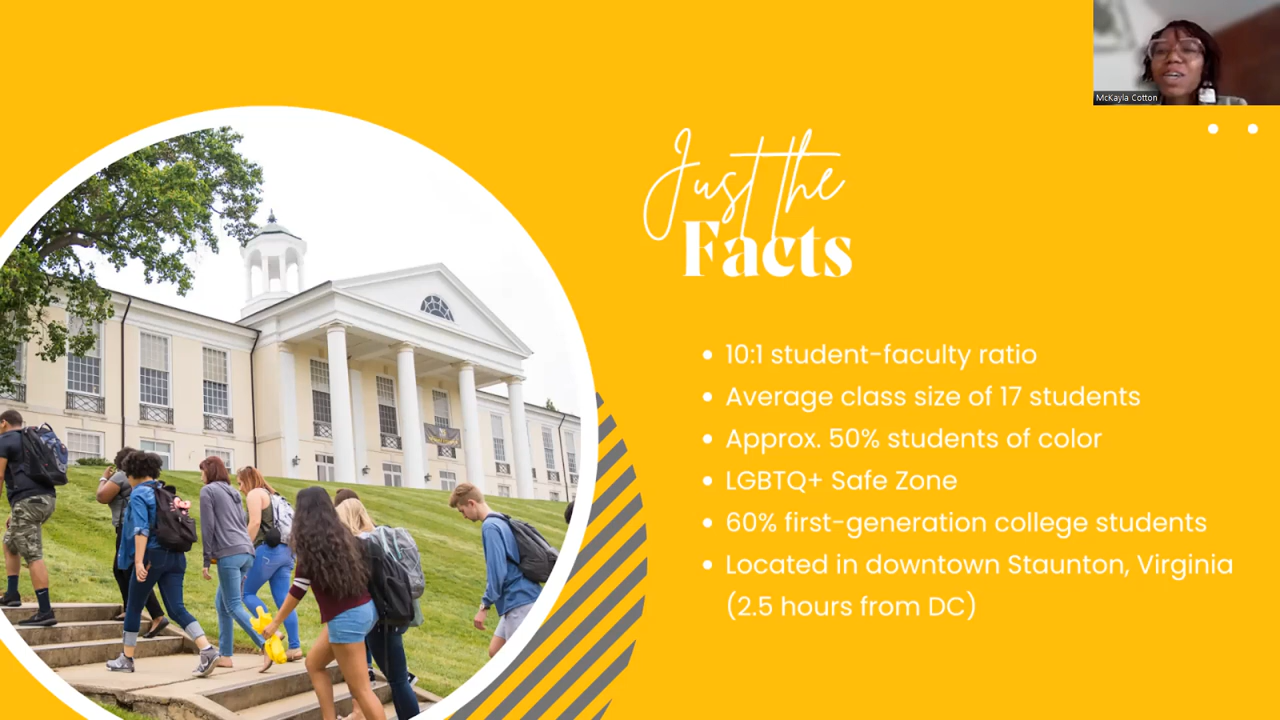 McKayla Cotton
Just the
Facts
• 10:1 student-faculty ratio
• Average class size of 17 students
• Approx. 50% students of color
• LGBTQ+ Safe Zone
• 60% first-generation college students
• Located in downtown Staunton, Virginia
(2.5 hours from DC)